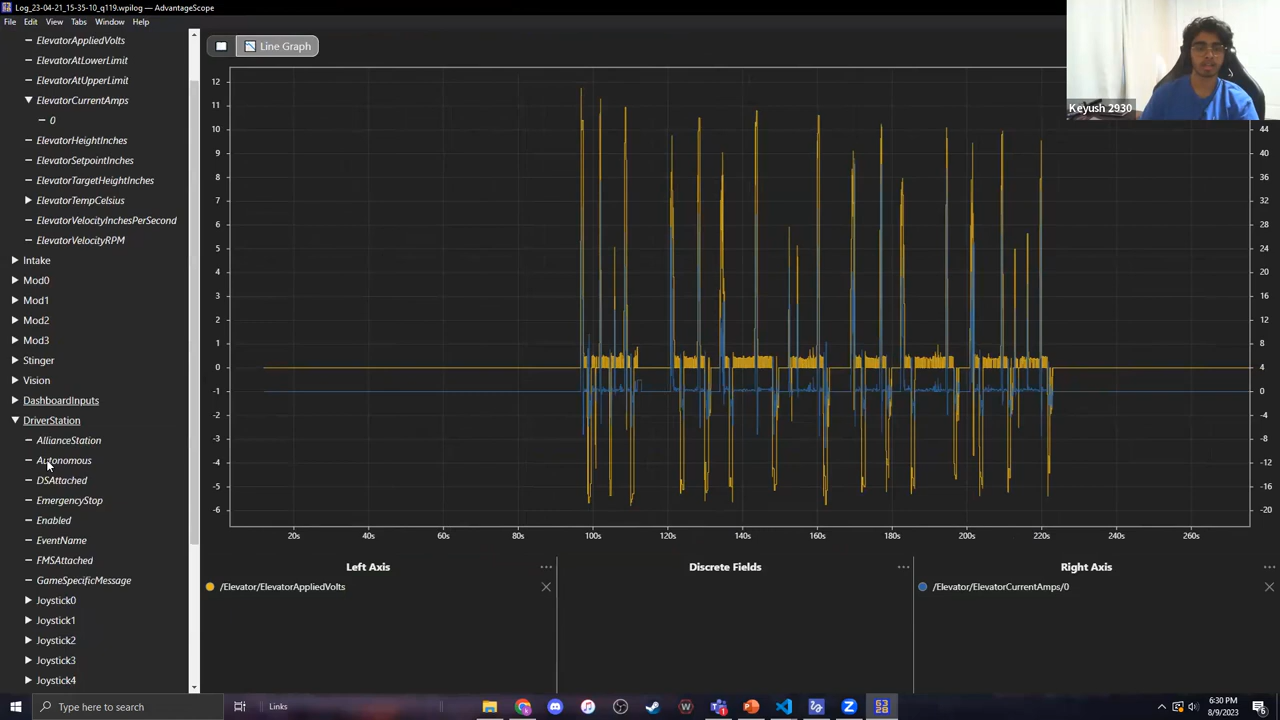 Log_23-04-21_15-35-10_q119.wpilog — AdvantageScope
File Edit View Tabs Window Help
ElevatorAppliedVolts
ElevatorAtLowerLimit
ElevatorAtUpperLimit
ElevatorCurrentAmps
0
ElevatorHeightInches
ElevatorSetpointInches
ElevatorTargetHeightInches
ElevatorTempCelsius
ElevatorVelocityInchesPerSecond
ElevatorVelocityRPM
Intake
Mod0
Mod1
Mod2
Mod3
Stinger
Vision
DashboardInputs
DriverStation
AllianceStation
Autonomous
DSAttached
EmergencyStop
Enabled
EventName
FMSAttached
GameSpecificMessage
Joystick0
Joystick1
Joystick2
Joystick3
Joystick4
Line Graph
12
11
10
9
8
7
6
5
4
3
2
1
0
-1
-2
-3
-4
-5
-6
44
40
36
32
28
24
20
16
12
8
4
0
-4
-8
-12
-16
-20
20s 40s 60s 80s 100s 120s 140s 160s 180s 200s 220s 240s 260s
Left Axis
/Elevator/ElevatorAppliedVolts
Discrete Fields
Right Axis
/Elevator/ElevatorCurrentAmps/0
Keyush 2930
Type here to search
Links
63
28
6:30 PM
8/9/2023